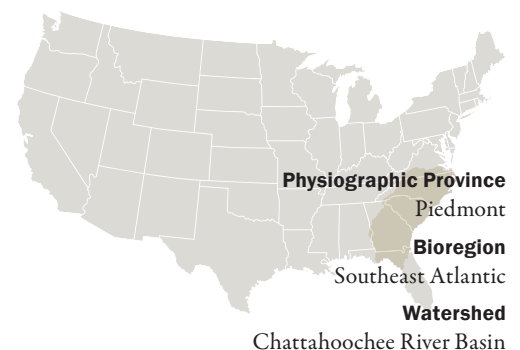 Physiographic Province
Piedmont
Bioregion
Southeast Atlantic
Watershed
Chattahoochee River Basin